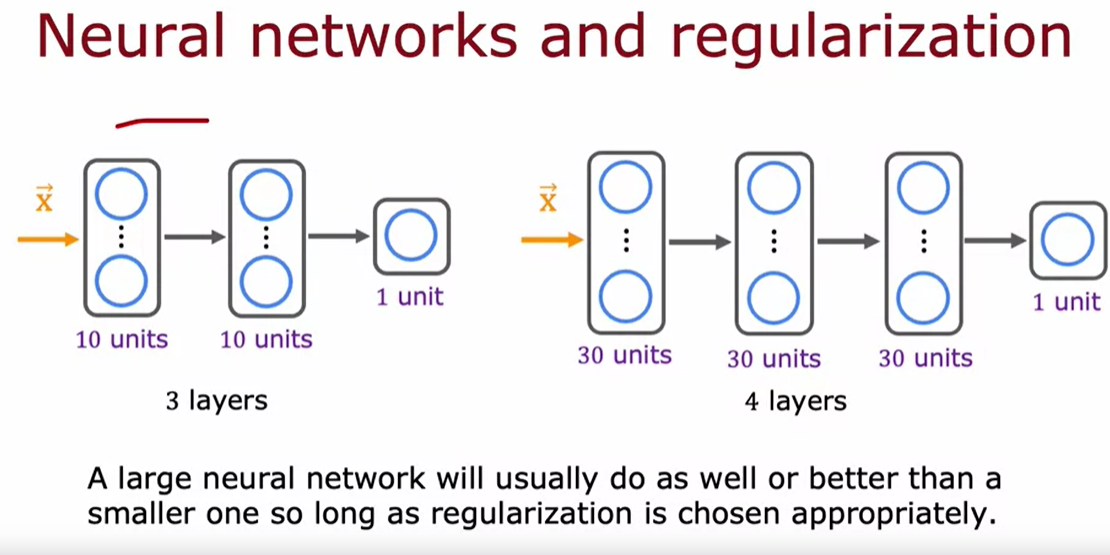 Neural networks and regularization
x⃗
10 units
10 units
1 unit
3 layers
x⃗
30 units
30 units
30 units
1 unit
4 layers
A large neural network will usually do as well or better than a
smaller one so long as regularization is chosen appropriately.